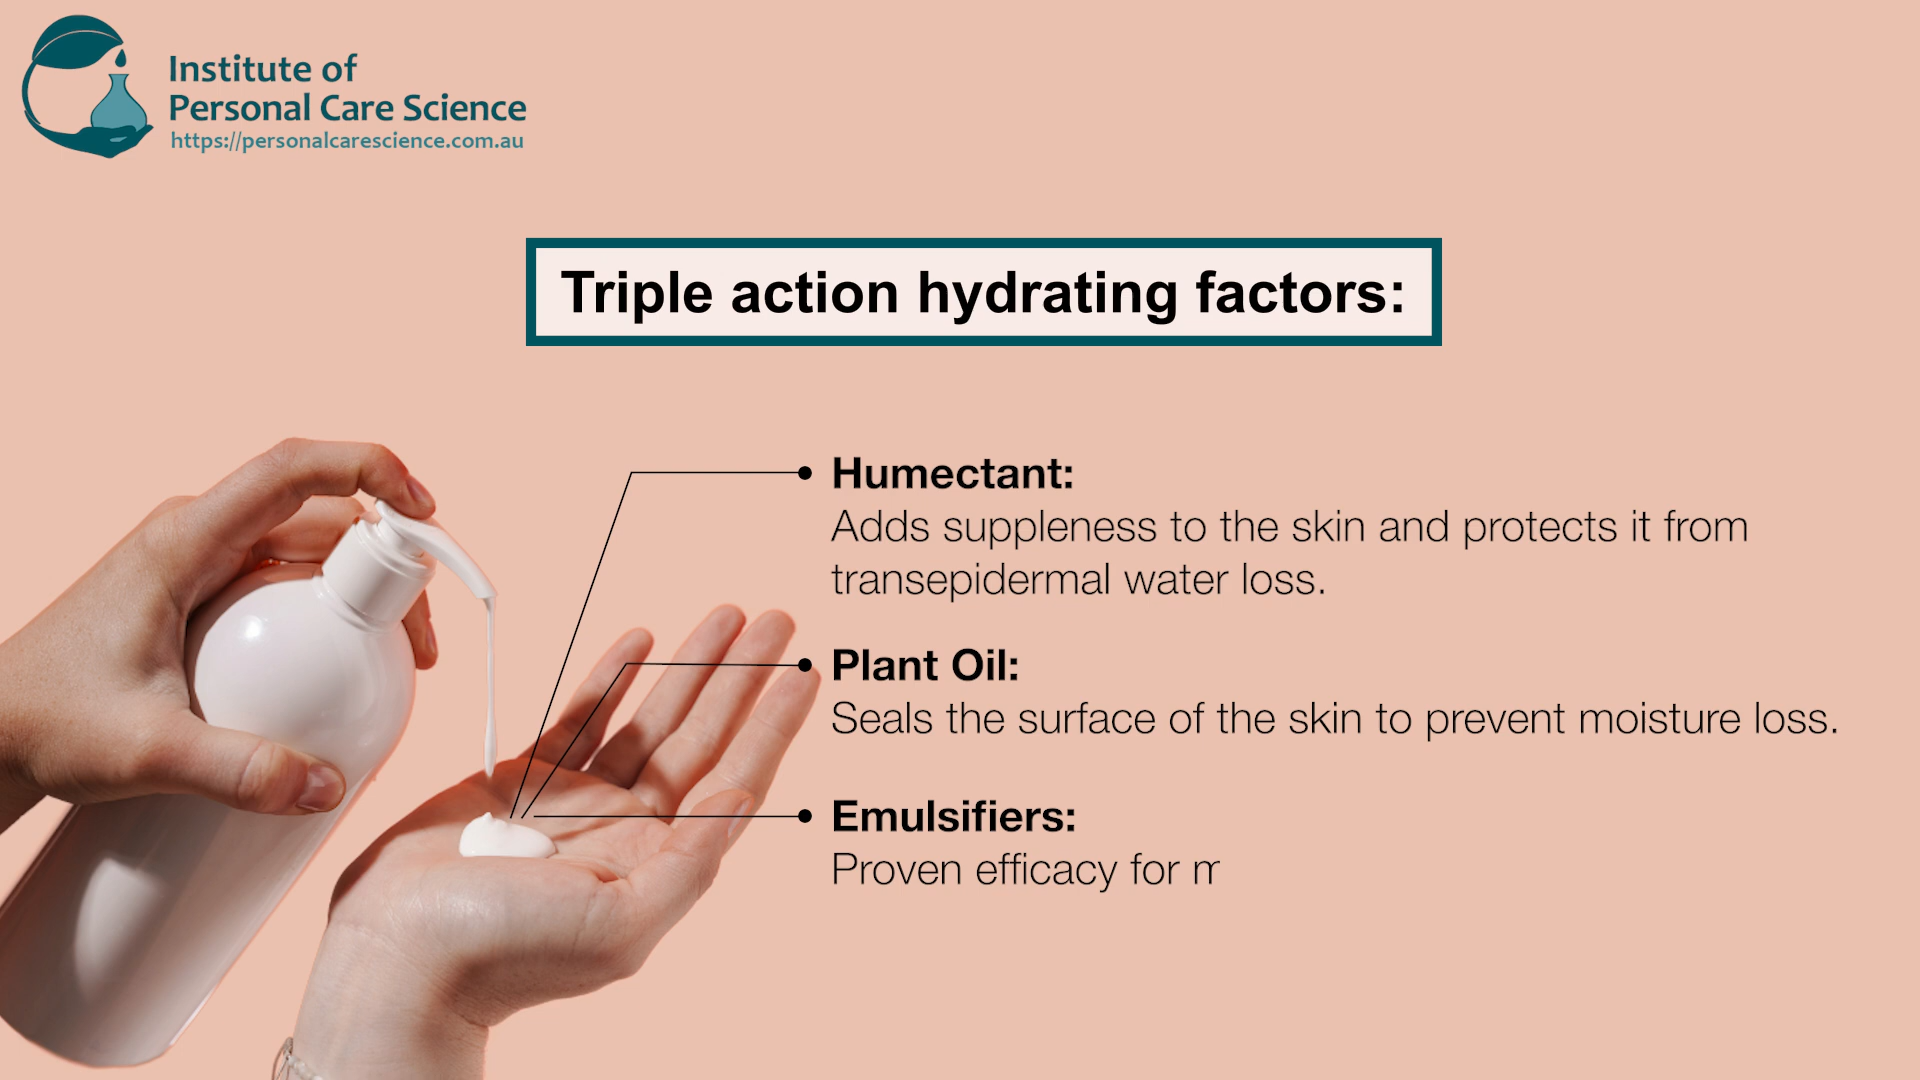 Institute of
Personal Care Science
https://personalcarescience.com.au
Triple action hydrating factors:
Humectant:
Adds suppleness to the skin and protects it from
transepidermal water loss.
Plant Oil:
Seals the surface of the skin to prevent moisture loss.
Emulsifiers:
Proven efficacy for